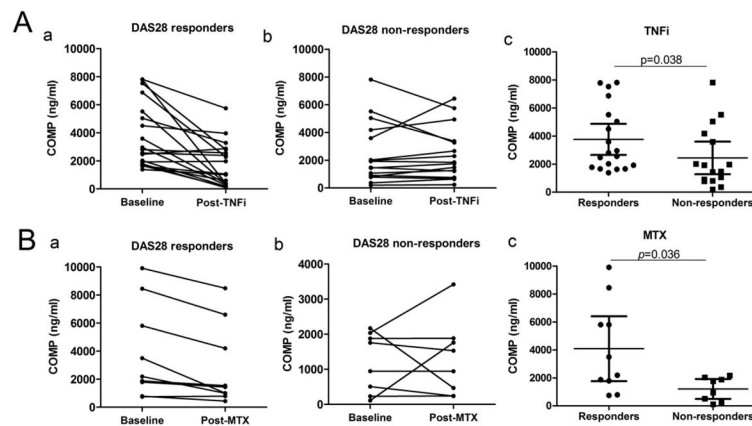 A
a
DAS28 responders
COMP (ng/ml)
10000
8000
6000
4000
2000
0
Baseline
Post-TNFi
b
DAS28 non-responders
COMP (ng/ml)
10000
8000
6000
4000
2000
0
Baseline
Post-TNFi
c
TNFi
p=0.038
COMP (ng/ml)
10000
8000
6000
4000
2000
0
Responders
Non-responders
B
a
DAS28 responders
COMP (ng/ml)
10000
8000
6000
4000
2000
0
Baseline
Post-MTX
b
DAS28 non-responders
COMP (ng/ml)
4000
3000
2000
1000
0
Baseline
Post-MTX
c
MTX
p=0.036
COMP (ng/ml)
10000
8000
6000
4000
2000
0
Responders
Non-responders